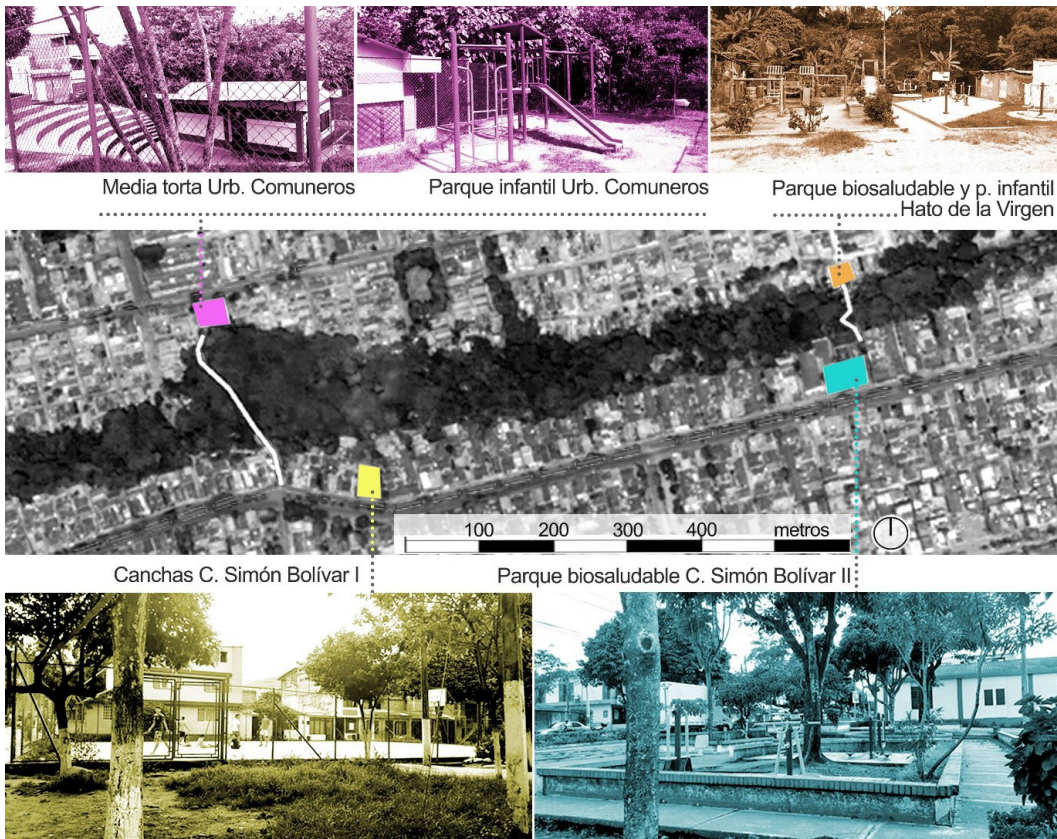 Media torta Urb. Comuneros
Parque infantil Urb. Comuneros
Parque biosaludable y p. infantil
Hato de la Virgen
100 200 300 400 metros
Canchas C. Simón Bolívar I
Parque biosaludable C. Simón Bolívar II